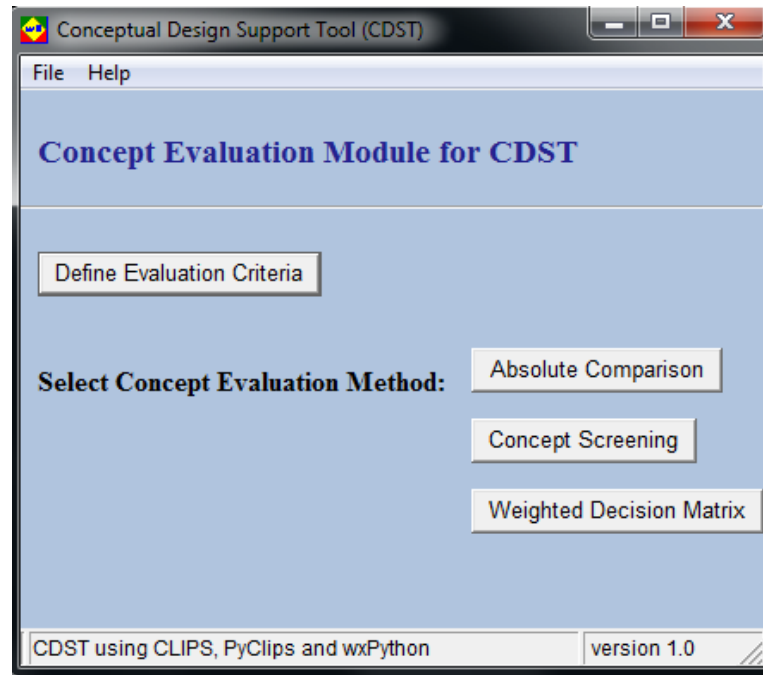 Conceptual Design Support Tool (CDST)
File Help
Concept Evaluation Module for CDST
Define Evaluation Criteria
Select Concept Evaluation Method:
Absolute Comparison
Concept Screening
Weighted Decision Matrix
CDST using CLIPS, PyClips and wxPython
version 1.0